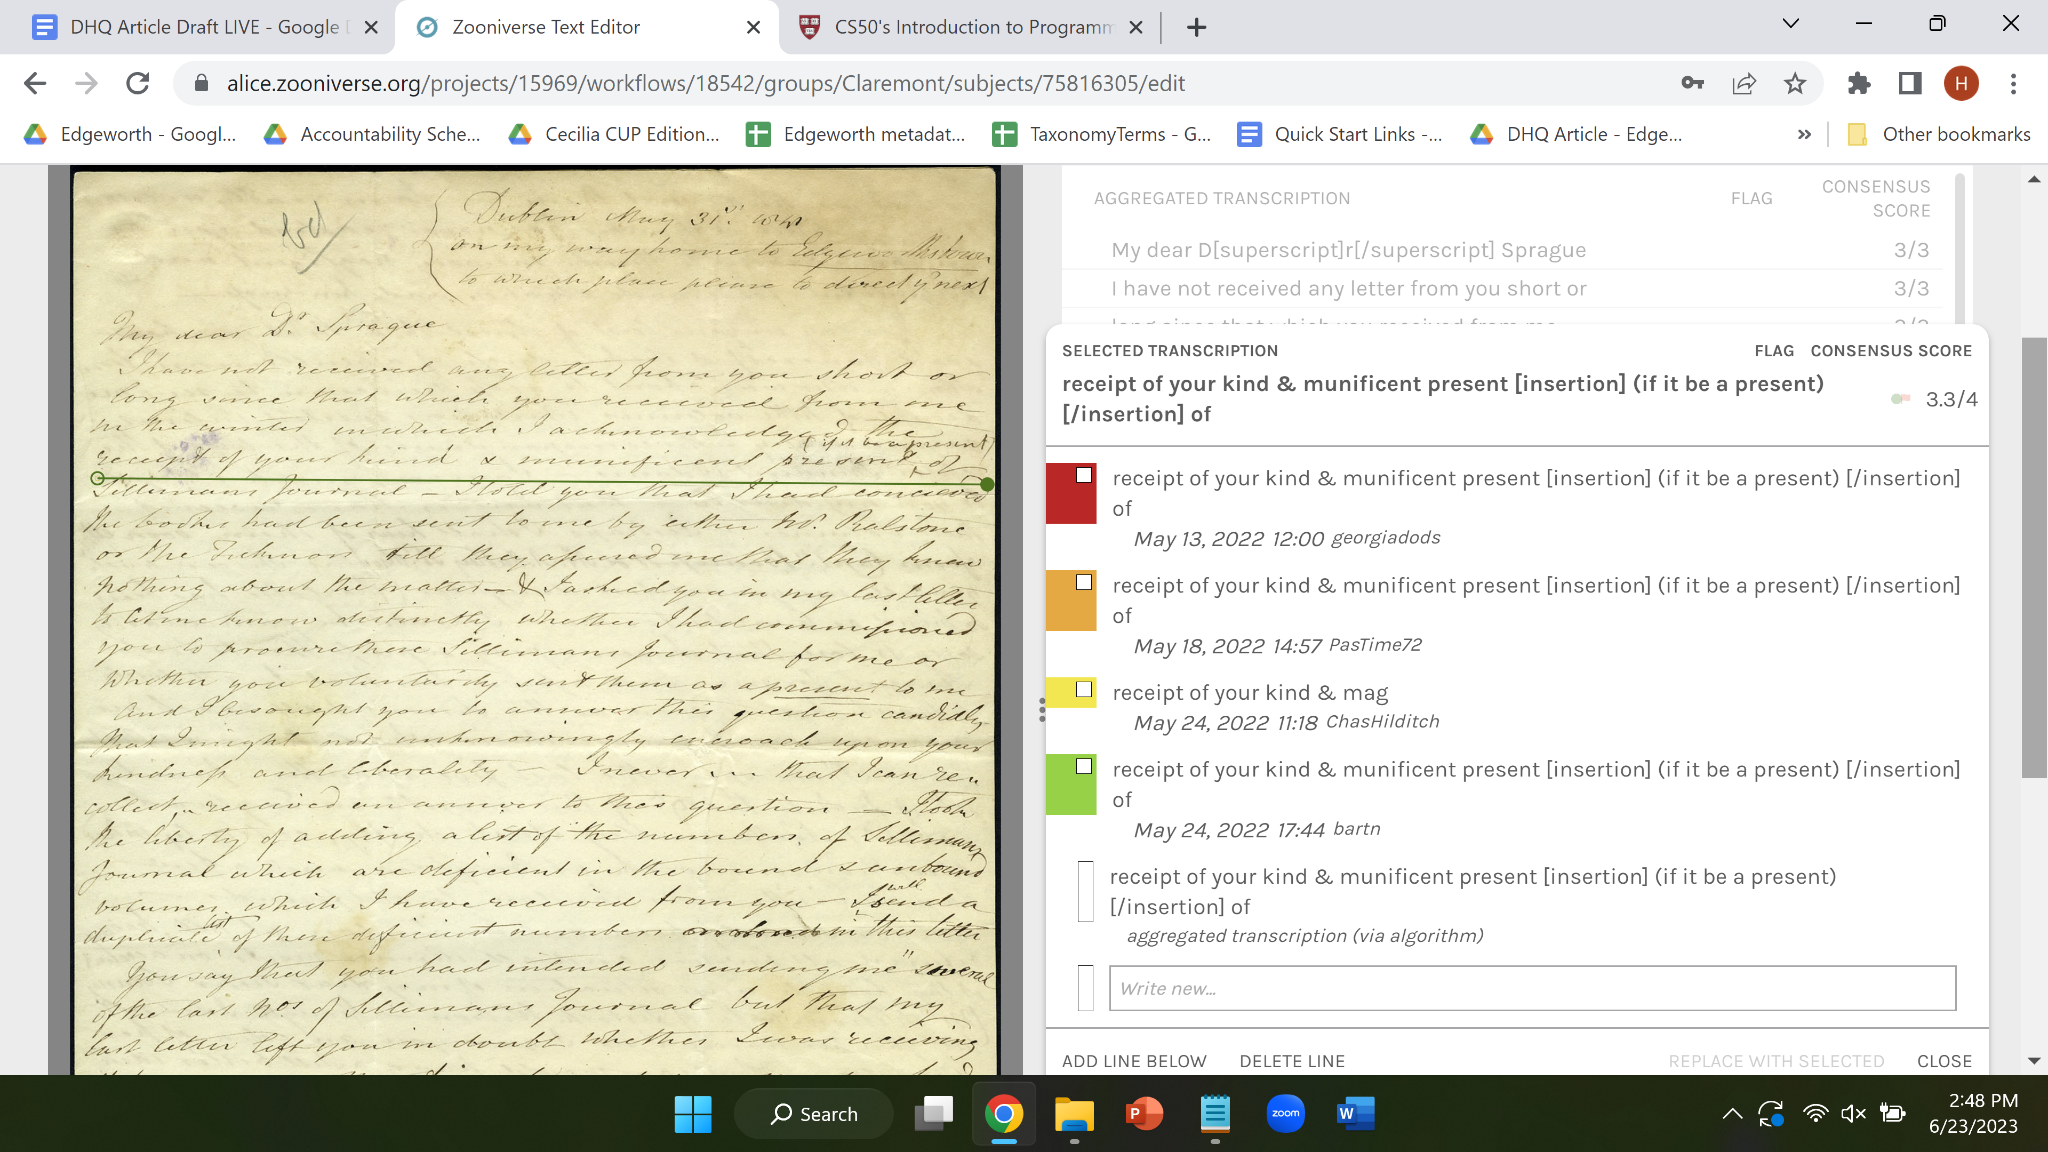 DHQ Article Draft LIVE - Google D
Zooniverse Text Editor
CS50's Introduction to Programm
alice.zooniverse.org/projects/15969/workflows/18542/groups/Claremont/subjects/75816305/edit
H
Edgeworth - Googl...
Accountability Sche...
Cecilia CUP Edition...
Edgeworth metadat...
TaxonomyTerms - G...
Quick Start Links -...
DHQ Article - Edge...
»
Other bookmarks
Dublin May 31st.
on my way home to Edgeworthstown
to which place please to direct yr next
My dear Dr Sprague
I have not received any letter from you short or
long since that which you received from me
in the winter in which I acknowledged the
(if it be a present)
receipt of your kind & munificent present of
Sillimans Journal – I told you that I had conceived
the books had been sent to me by either Mr. Ralstone
or the Ticknors till they assured me that they knew
nothing about the matter – & I asked you in my last letter
to let me know distinctly whether I had commissioned
you to procure these Sillimans Journal for me or
whether you voluntarily sent them as a present to me
And I besought you to answer this question candidly
that I might not unknowingly encroach upon your
kindness and liberality – I never that I can re
collect received an answer to this question – I took
the liberty of adding a list of the numbers of Sillimans
Journal which are deficient in the bound & unbound
will
volumes which I have received from you – I send a
list
duplicate of these deficient numbers in this letter
You say that you had intended sending me "several
of the last Nos of Sillimans Journal but that my
last letter left you in doubt whether I was receiving
AGGREGATED TRANSCRIPTION
FLAG
CONSENSUS
SCORE
My dear D[superscript]r[/superscript] Sprague
3/3
I have not received any letter from you short or
3/3
long since that which you received from me
3/3
SELECTED TRANSCRIPTION
FLAG
CONSENSUS SCORE
receipt of your kind & munificent present [insertion] (if it be a present)
[/insertion] of
3.3/4
receipt of your kind & munificent present [insertion] (if it be a present) [/insertion]
of
May 13, 2022 12:00 georgiadods
receipt of your kind & munificent present [insertion] (if it be a present) [/insertion]
of
May 18, 2022 14:57 PasTime72
receipt of your kind & mag
May 24, 2022 11:18 ChasHilditch
receipt of your kind & munificent present [insertion] (if it be a present) [/insertion]
of
May 24, 2022 17:44 bartn
receipt of your kind & munificent present [insertion] (if it be a present)
[/insertion] of
aggregated transcription (via algorithm)
Write new...
ADD LINE BELOW
DELETE LINE
REPLACE WITH SELECTED
CLOSE
Search
P
zoom
W
2:48 PM
6/23/2023